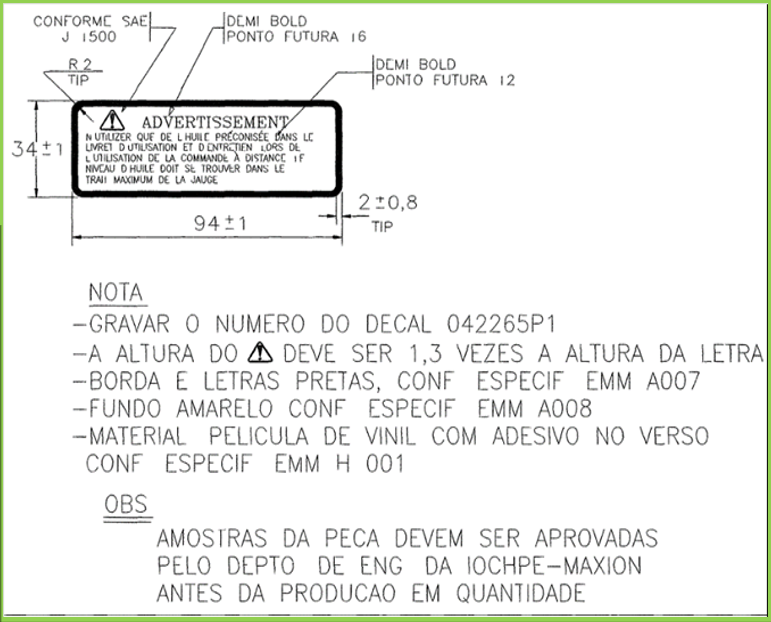 CONFORME SAE
J 1500
DEMI BOLD
PONTO FUTURA 16
DEMI BOLD
PONTO FUTURA 12
R 2
TIP
34±1
ADVERTISSEMENT
N UTILIZER QUE DE L HUILE PRÉCONISÉE DANS LE
LIVRET D UTILISATION ET D ENTRETIEN LORS DE
L UTILISATION DE LA COMMANDE À DISTANCE
NIVEAU D HUILE DOIT SE TROUVER DANS LE
MAXIMUM DE LA JAUGE
2±0,8
TIP
94±1
NOTA
–GRAVAR O NUMERO DO DECAL 042265P1
–A ALTURA DO ⚠ DEVE SER 1,3 VEZES A ALTURA DA LETRA
–BORDA E LETRAS PRETAS, CONF ESPECIF EMM A007
–FUNDO AMARELO CONF ESPECIF EMM A008
–MATERIAL PELICULA DE VINIL COM ADESIVO NO VERSO
CONF ESPECIF EMM H 001
OBS
AMOSTRAS DA PECA DEVEM SER APROVADAS
PELO DEPTO DE ENG DA IOCHPE–MAXION
ANTES DA PRODUCAO EM QUANTIDADE